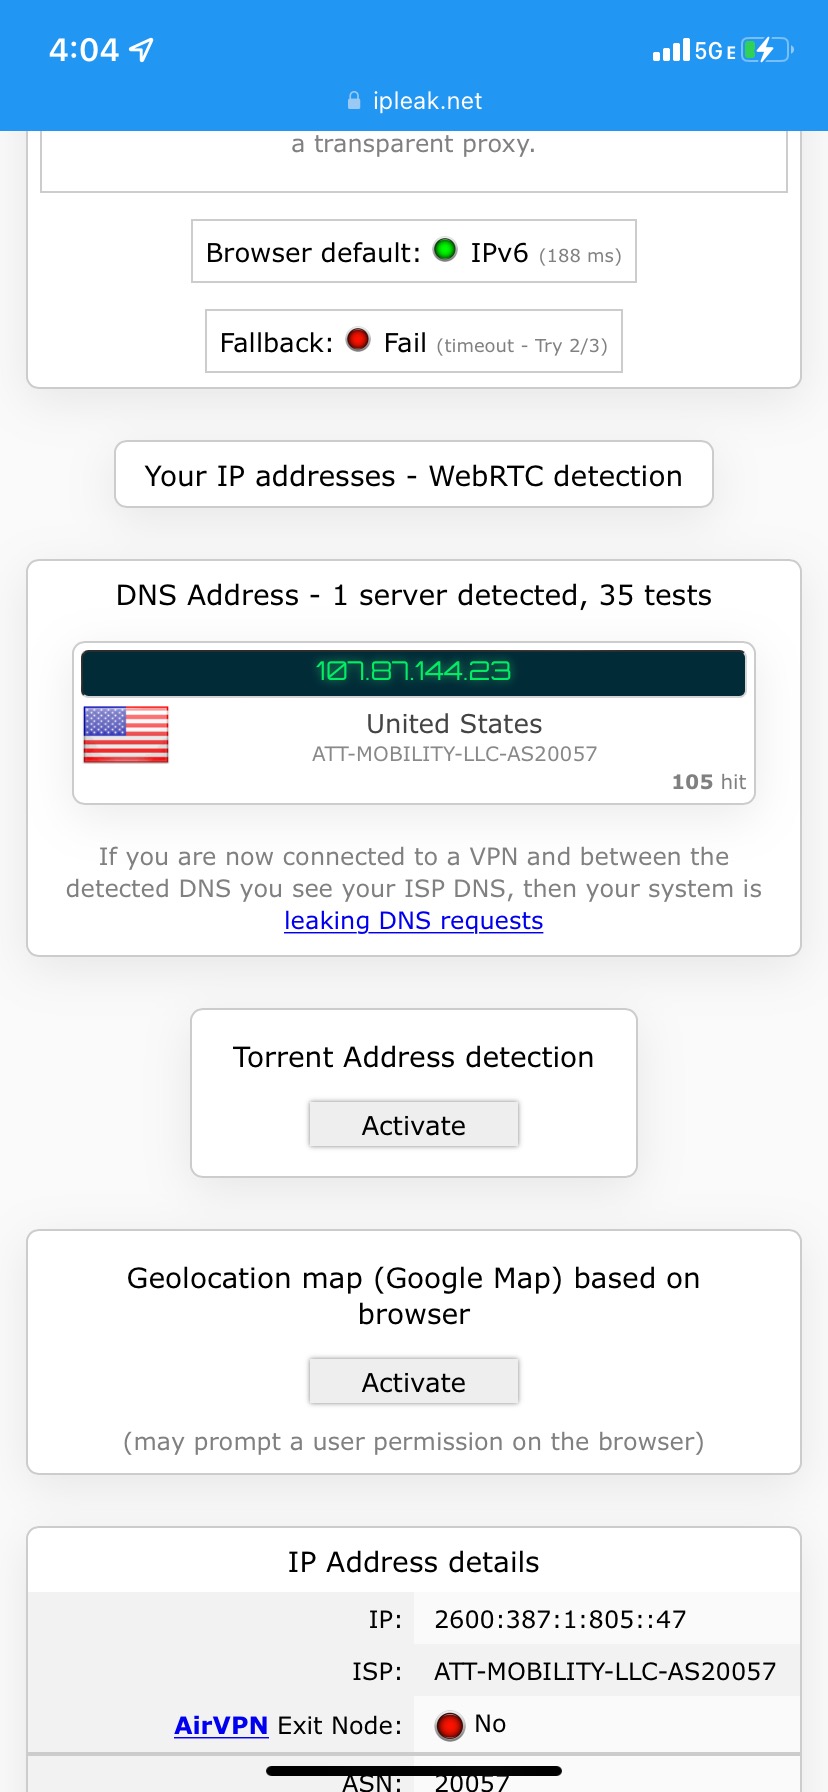 4:04
5G E
ipleak.net
a transparent proxy.
Browser default: IPv6 (188 ms)
Fallback: Fail (timeout - Try 2/3)
Your IP addresses - WebRTC detection
DNS Address - 1 server detected, 35 tests
107.87.144.23
United States
ATT-MOBILITY-LLC-AS20057
105 hit
If you are now connected to a VPN and between the
detected DNS you see your ISP DNS, then your system is
leaking DNS requests
Torrent Address detection
Activate
Geolocation map (Google Map) based on
browser
Activate
(may prompt a user permission on the browser)
IP Address details
IP: 2600:387:1:805::47
ISP: ATT-MOBILITY-LLC-AS20057
AirVPN Exit Node: No
ASN: 20057